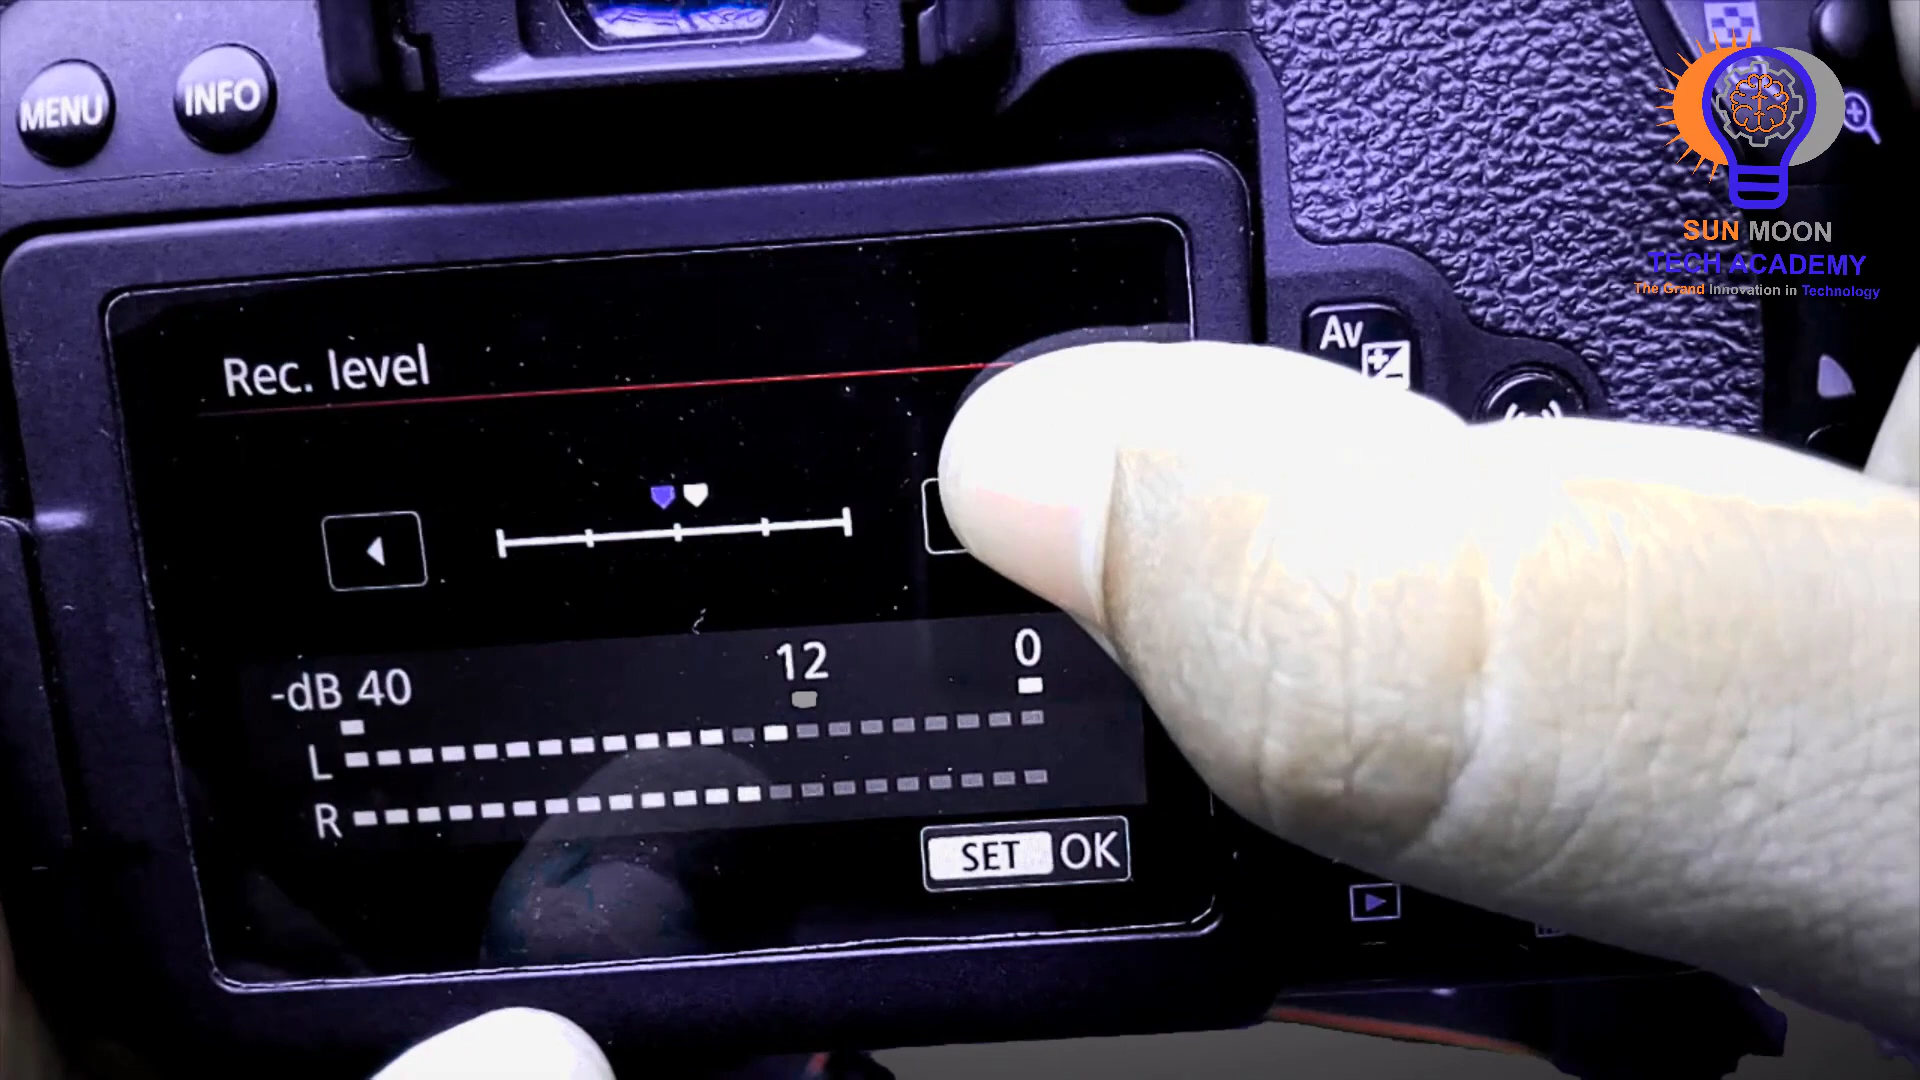 MENU INFO
SUN MOON
TECH ACADEMY
The Grand Innovation in Technology
Av
Rec. level
-dB 40 12 0
L
R
SET OK